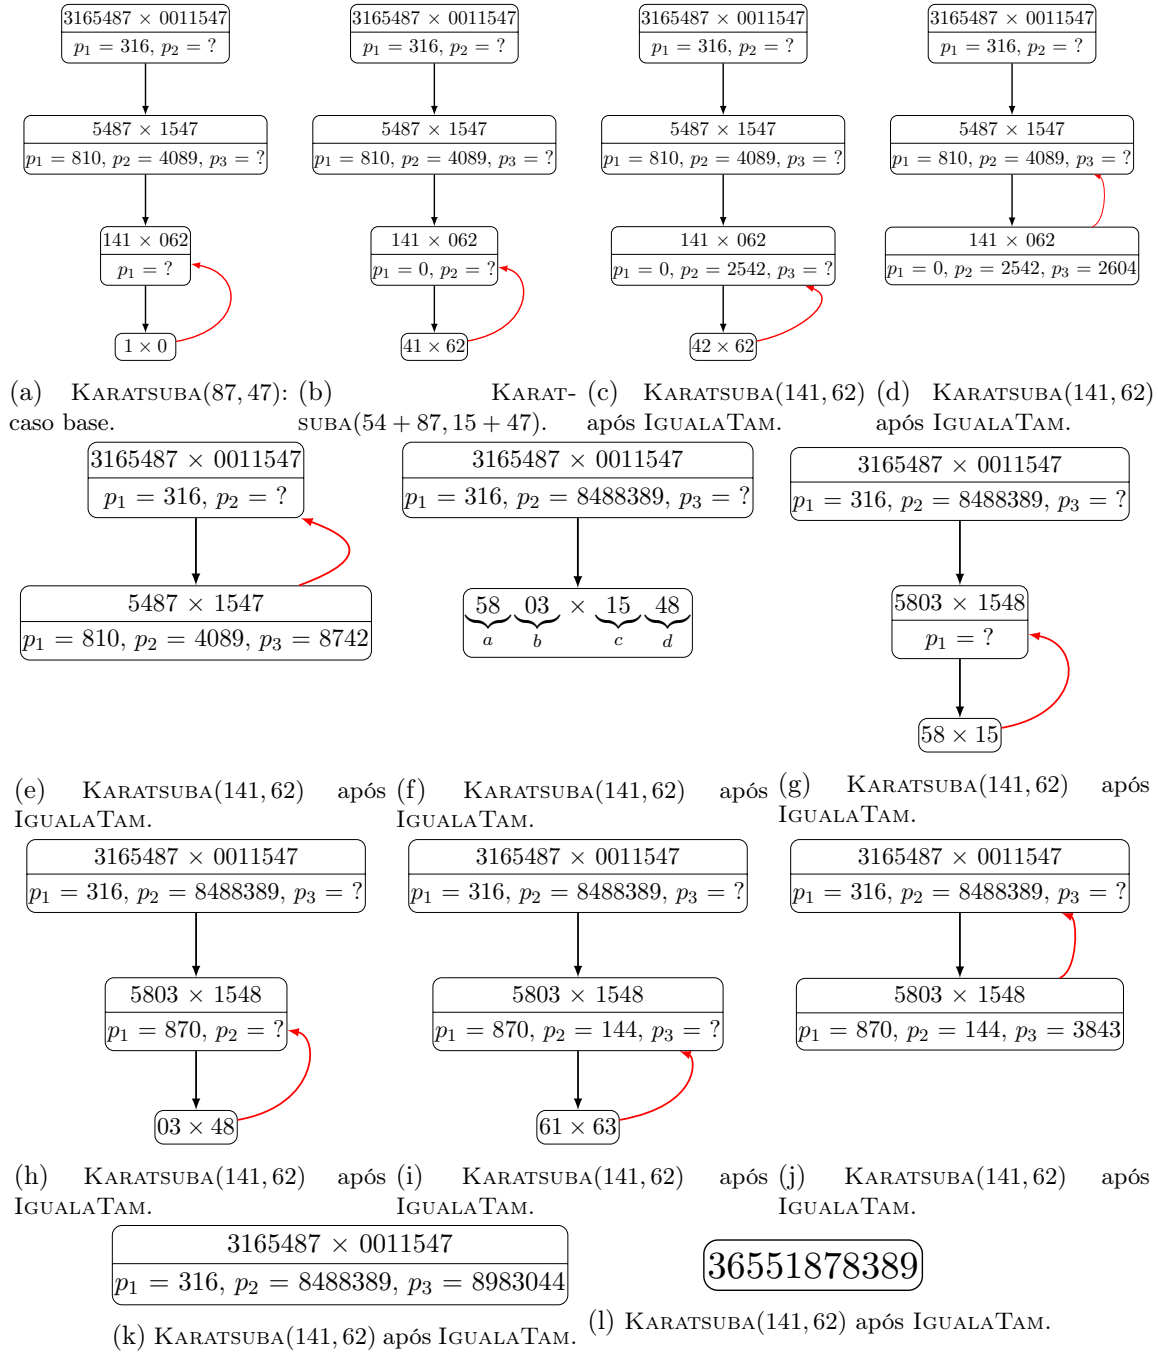 3165487 × 0011547
p1 = 316, p2 = ?
5487 × 1547
p1 = 810, p2 = 4089, p3 = ?
141 × 062
p1 = ?
1 × 0
(a) KARATSUBA(87, 47):
caso base.
3165487 × 0011547
p1 = 316, p2 = ?
5487 × 1547
p1 = 810, p2 = 4089, p3 = ?
141 × 062
p1 = 0, p2 = ?
41 × 62
(b) KARAT-
SUBA(54 + 87, 15 + 47).
3165487 × 0011547
p1 = 316, p2 = ?
5487 × 1547
p1 = 810, p2 = 4089, p3 = ?
141 × 062
p1 = 0, p2 = 2542, p3 = ?
42 × 62
(c) KARATSUBA(141, 62)
após IGUALATAM.
3165487 × 0011547
p1 = 316, p2 = ?
5487 × 1547
p1 = 810, p2 = 4089, p3 = ?
141 × 062
p1 = 0, p2 = 2542, p3 = 2604
(d) KARATSUBA(141, 62)
após IGUALATAM.
3165487 × 0011547
p1 = 316, p2 = ?
5487 × 1547
p1 = 810, p2 = 4089, p3 = 8742
(e) KARATSUBA(141, 62) após
IGUALATAM.
3165487 × 0011547
p1 = 316, p2 = 8488389, p3 = ?
58 03 × 15 48
a b c d
(f) KARATSUBA(141, 62) após
IGUALATAM.
3165487 × 0011547
p1 = 316, p2 = 8488389, p3 = ?
5803 × 1548
p1 = ?
58 × 15
(g) KARATSUBA(141, 62) após
IGUALATAM.
3165487 × 0011547
p1 = 316, p2 = 8488389, p3 = ?
5803 × 1548
p1 = 870, p2 = ?
03 × 48
(h) KARATSUBA(141, 62) após
IGUALATAM.
3165487 × 0011547
p1 = 316, p2 = 8488389, p3 = ?
5803 × 1548
p1 = 870, p2 = 144, p3 = ?
61 × 63
(i) KARATSUBA(141, 62) após
IGUALATAM.
3165487 × 0011547
p1 = 316, p2 = 8488389, p3 = ?
5803 × 1548
p1 = 870, p2 = 144, p3 = 3843
(j) KARATSUBA(141, 62) após
IGUALATAM.
3165487 × 0011547
p1 = 316, p2 = 8488389, p3 = 8983044
(k) KARATSUBA(141, 62) após IGUALATAM.
36551878389
(l) KARATSUBA(141, 62) após IGUALATAM.